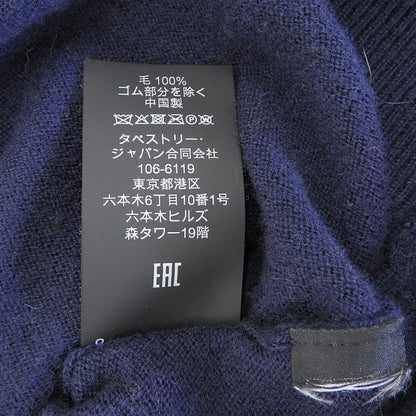 毛 100%
ゴム部分を除く
中国製
タペストリー・
ジャパン合同会社
106-6119
東京都港区
六本木6丁目10番1号
六本木ヒルズ
森タワー19階
EAC